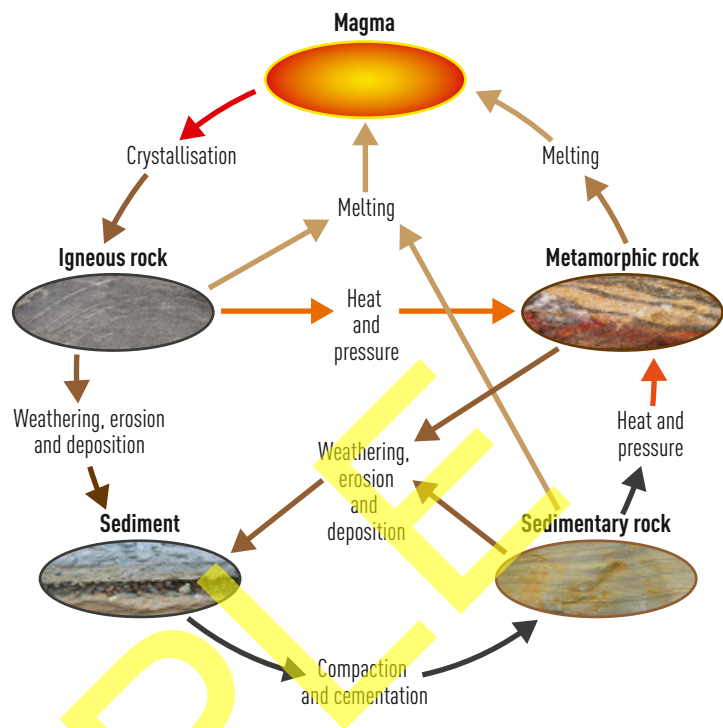 Magma
Crystallisation
Melting
Melting
Igneous rock
Metamorphic rock
Heat
and
pressure
Weathering, erosion
and deposition
Heat and
pressure
Weathering,
erosion
and
deposition
Sediment
Sedimentary rock
Compaction
and cementation
PLE